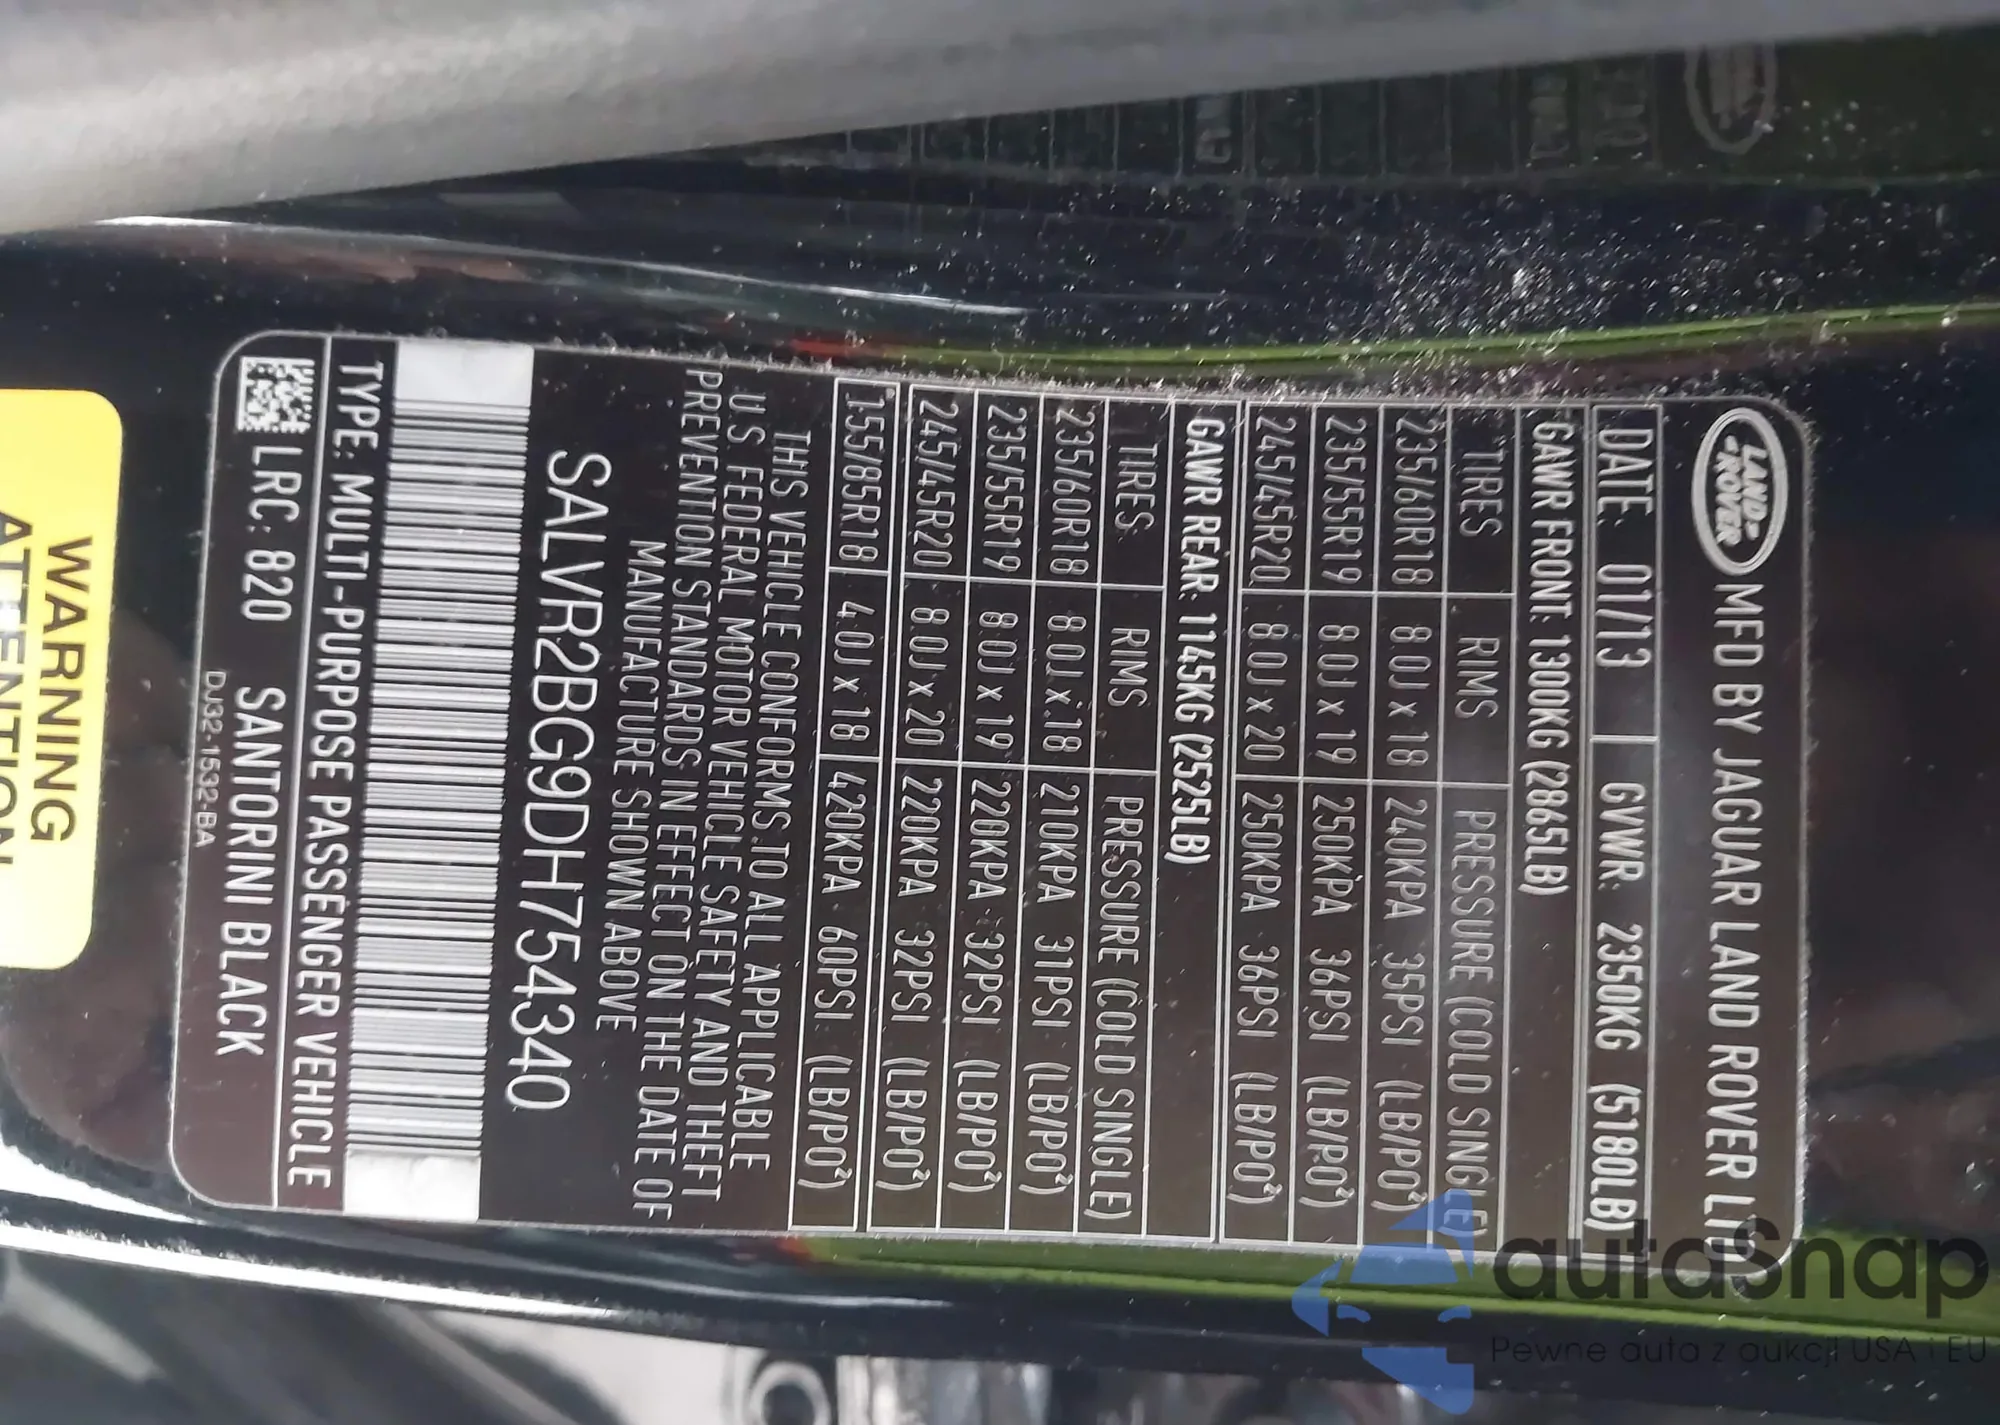 LAND-
-ROVER
MFD BY JAGUAR LAND ROVER LTD.
DATE: 01/13 GVWR: 2350KG (5180LB)
GAWR FRONT: 1300KG (2865LB)
TIRES RIMS PRESSURE (COLD SINGLE)
235/60R18 8.0J x 18 240KPA 35PSI (LB/PO²)
235/55R19 8.0J x 19 250KPA 36PSI (LB/PO²)
245/45R20 8.0J x 20 250KPA 36PSI (LB/PO²)
GAWR REAR: 1145KG (2525LB)
TIRES RIMS PRESSURE (COLD SINGLE)
235/60R18 8.0J x 18 210KPA 31PSI (LB/PO²)
235/55R19 8.0J x 19 220KPA 32PSI (LB/PO²)
245/45R20 8.0J x 20 220KPA 32PSI (LB/PO²)
155/85R18 4.0J x 18 420KPA 60PSI (LB/PO²)
THIS VEHICLE CONFORMS TO ALL APPLICABLE
U.S FEDERAL MOTOR VEHICLE SAFETY AND THEFT
PREVENTION STANDARDS IN EFFECT ON THE DATE OF
MANUFACTURE SHOWN ABOVE
SALVR2BG9DH754340
TYPE: MULTI-PURPOSE PASSENGER VEHICLE
LRC: 820 SANTORINI BLACK
DJ32-1532-BA
WARNING
ATTENTION
autoSnap
Pewne auta z aukcji USA i EU